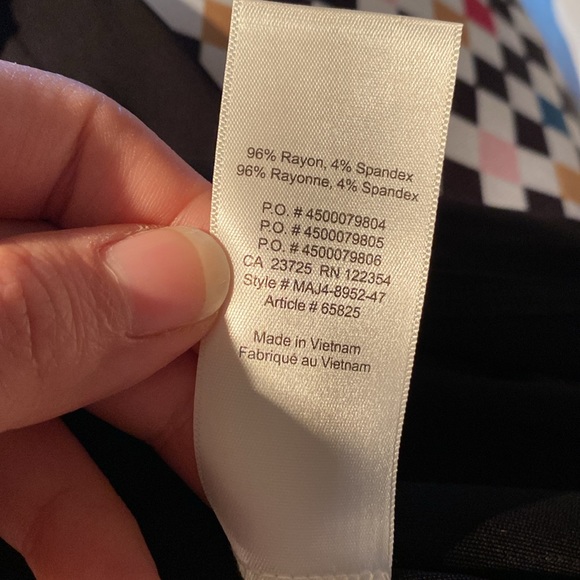 96% Rayon, 4% Spandex
96% Rayonne, 4% Spandex
P.O. # 4500079804
P.O. # 4500079805
P.O. # 4500079806
CA 23725 RN 122354
Style # MAJ4-8952-47
Article # 65825
Made in Vietnam
Fabriqué au Vietnam